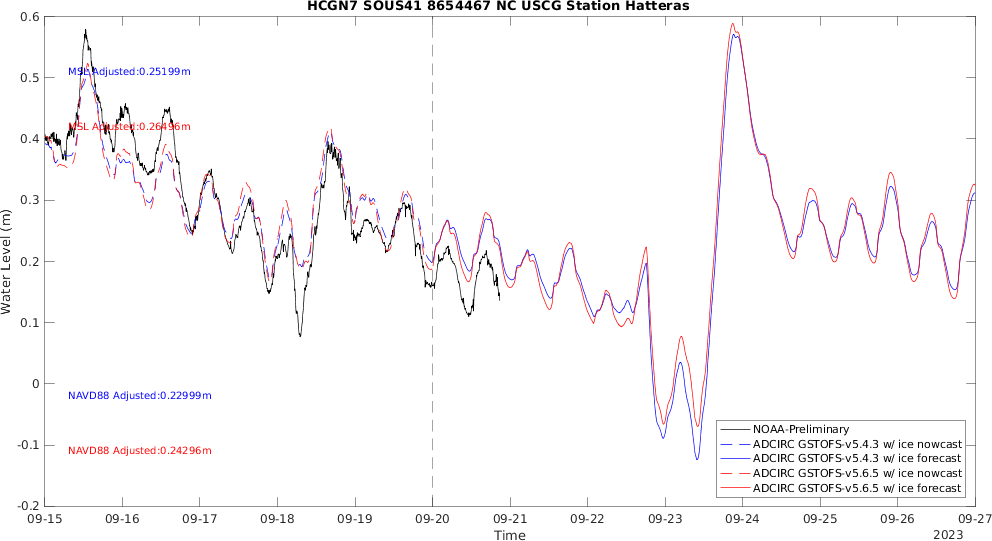 HCGN7 SOUS41 8654467 NC USCG Station Hatteras
0.6
0.5
0.4
0.3
0.2
0.1
0
-0.1
-0.2
Water Level (m)
MSL Adjusted:0.25199m
MSL Adjusted:0.26496m
NAVD88 Adjusted:0.22999m
NAVD88 Adjusted:0.24296m
NOAA-Preliminary
ADCIRC GSTOFS-v5.4.3 w/ ice nowcast
ADCIRC GSTOFS-v5.4.3 w/ ice forecast
ADCIRC GSTOFS-v5.6.5 w/ ice nowcast
ADCIRC GSTOFS-v5.6.5 w/ ice forecast
09-15 09-16 09-17 09-18 09-19 09-20 09-21 09-22 09-23 09-24 09-25 09-26 09-27
Time
2023